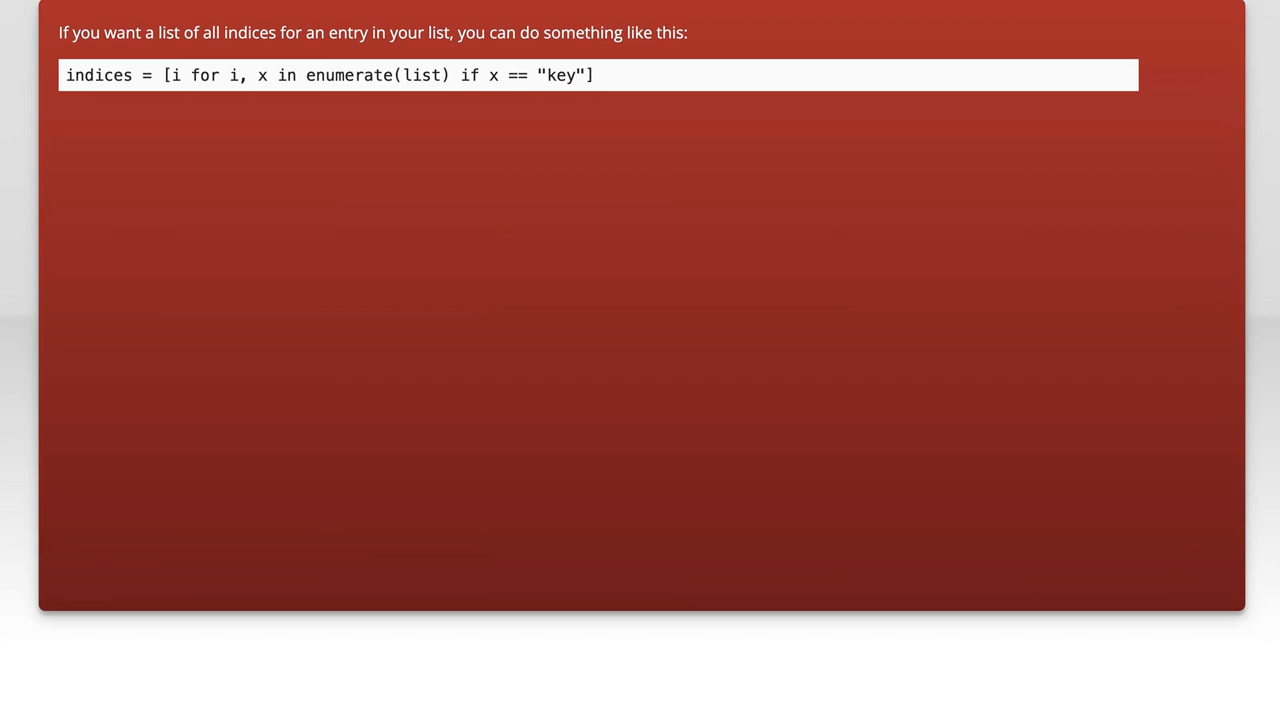 If you want a list of all indices for an entry in your list, you can do something like this:
indices = [i for i, x in enumerate(list) if x == "key"]